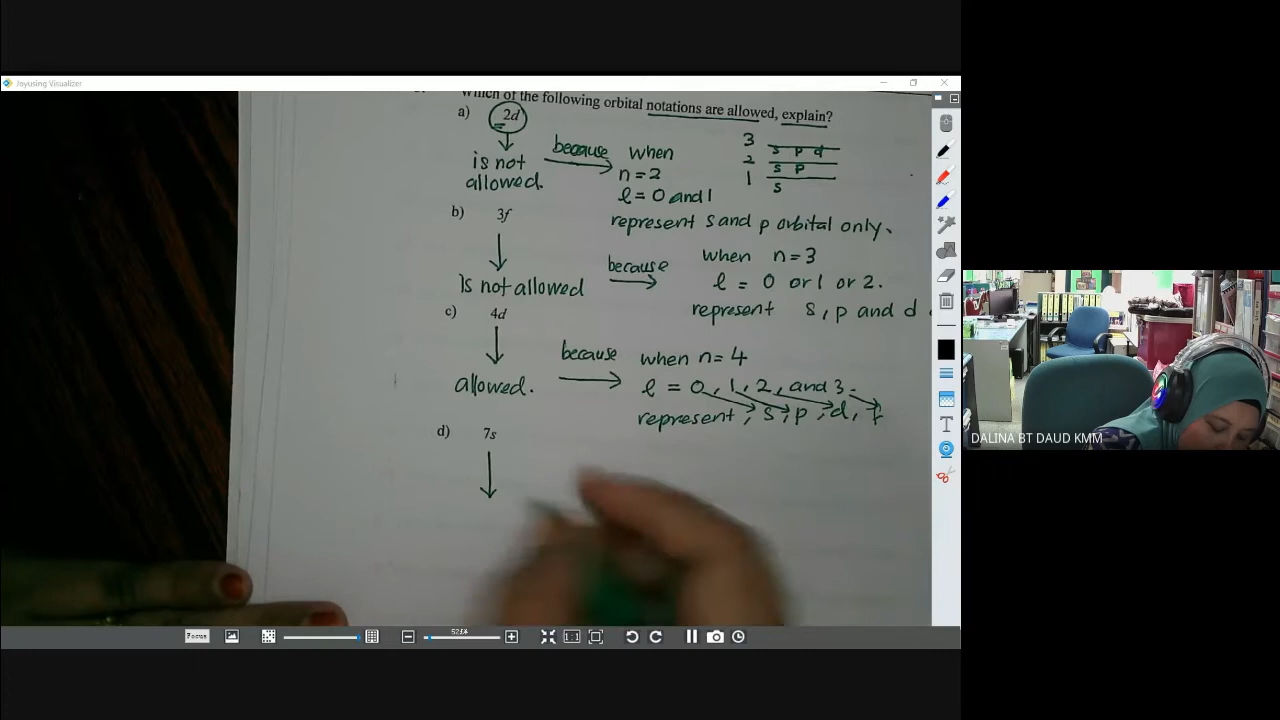 Joyusing Visualizer
Which of the following orbital notations are allowed, explain?
a) 2d
is not allowed.
because
when
n=2
ℓ = 0 and 1
represent s and p orbital only.
3 s p d
2 s p
1 s
b) 3f
Is not allowed
because
when n=3
ℓ = 0 or 1 or 2.
represent s, p and d
c) 4d
allowed.
because
when n=4
ℓ = 0, 1, 2, and 3.
represent, s, p, d, f
d) 7s
DALINA BT DAUD KMM
Focus
1:1
T